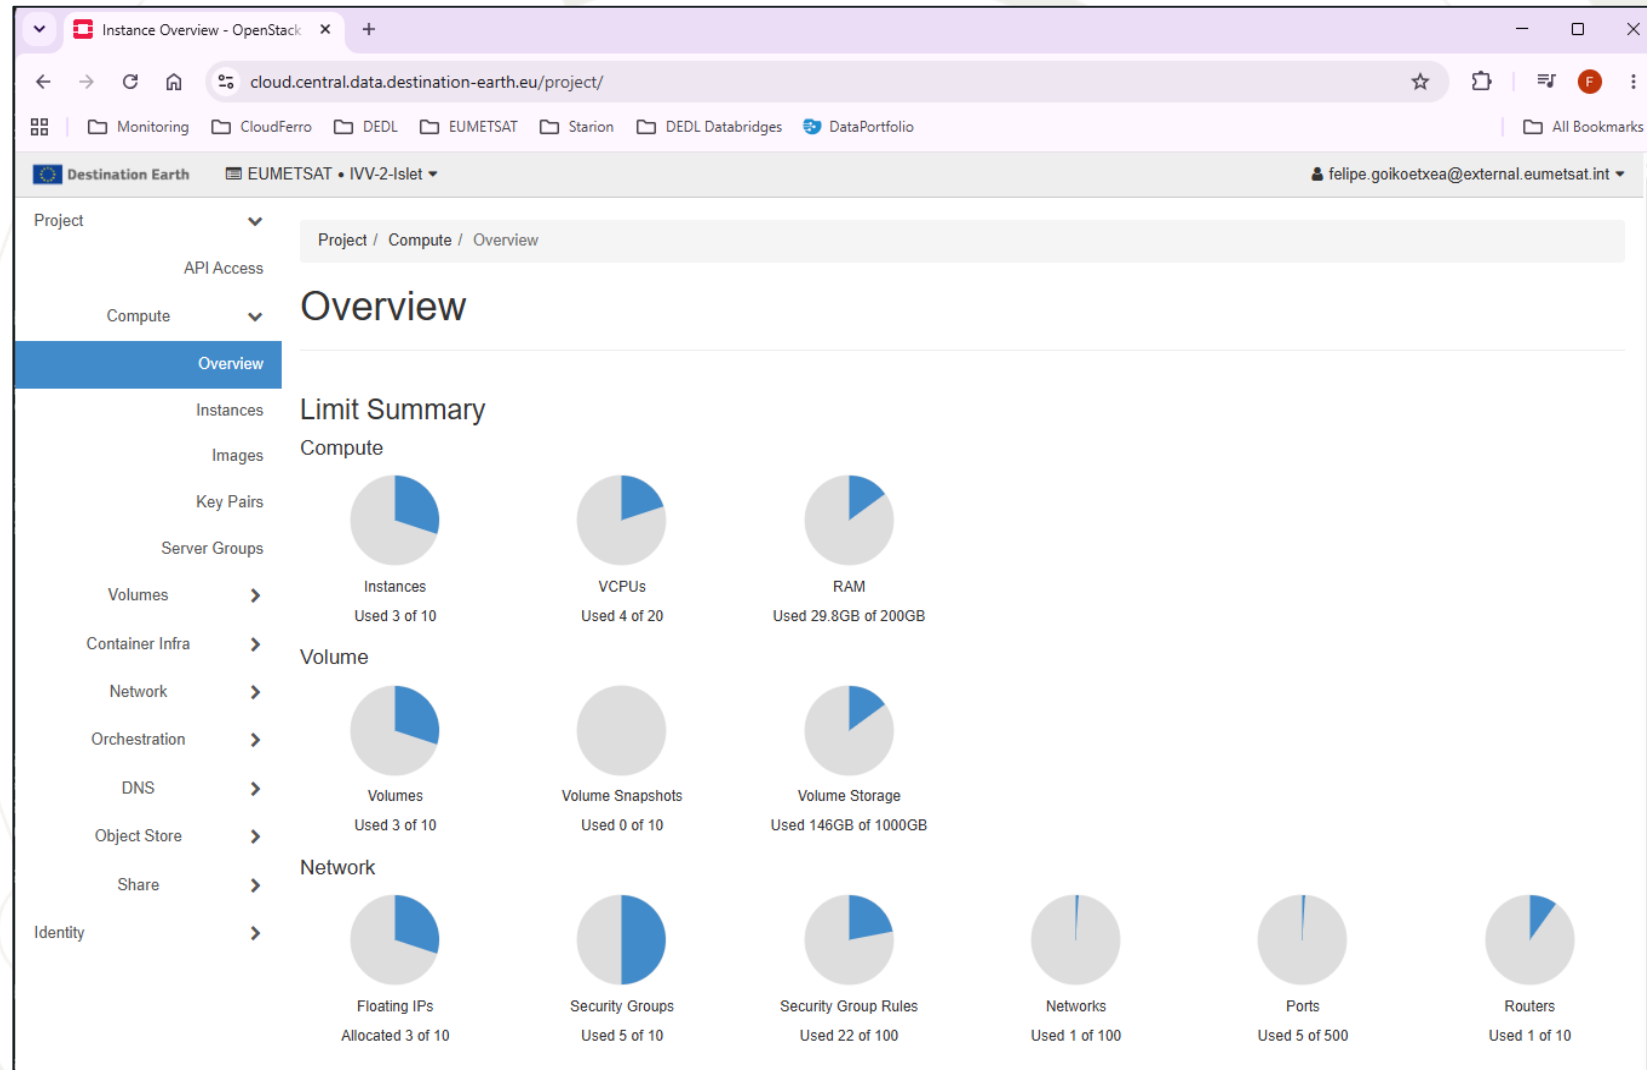 Instance Overview - OpenStack
cloud.central.data.destination-earth.eu/project/
F
Monitoring CloudFerro DEDL EUMETSAT Starion DEDL Databridges DataPortfolio All Bookmarks
Destination Earth EUMETSAT • IVV-2-Islet felipe.goikoetxea@external.eumetsat.int
Project
API Access
Compute
Overview
Instances
Images
Key Pairs
Server Groups
Volumes
Container Infra
Network
Orchestration
DNS
Object Store
Share
Identity
Project / Compute / Overview
Overview
Limit Summary
Compute
Instances VCPUs RAM
Used 3 of 10 Used 4 of 20 Used 29.8GB of 200GB
Volume
Volumes Volume Snapshots Volume Storage
Used 3 of 10 Used 0 of 10 Used 146GB of 1000GB
Network
Floating IPs Security Groups Security Group Rules Networks Ports Routers
Allocated 3 of 10 Used 5 of 10 Used 22 of 100 Used 1 of 100 Used 5 of 500 Used 1 of 10